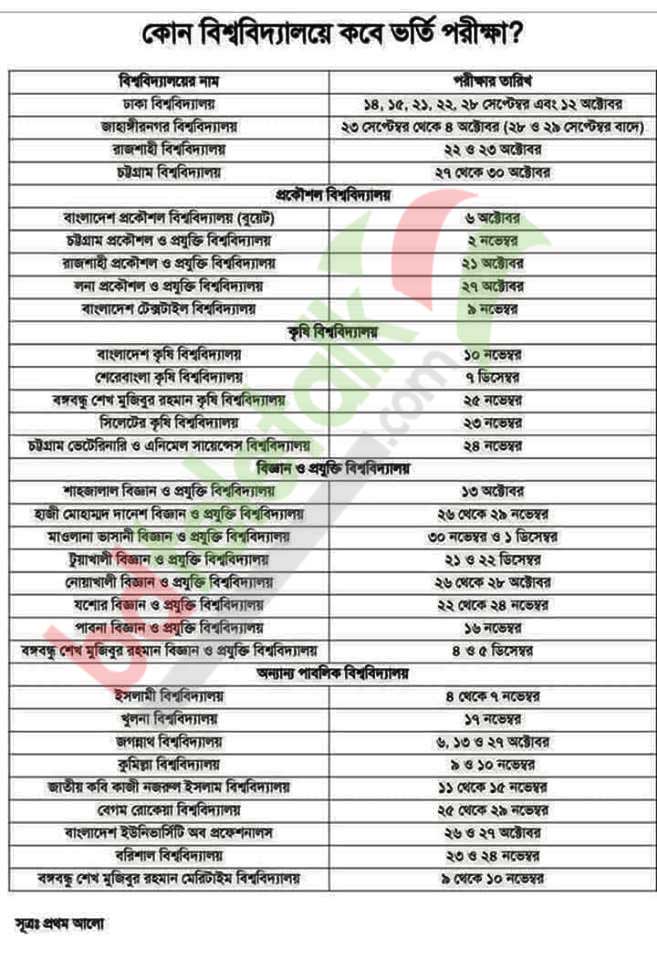 কোন বিশ্ববিদ্যালয়ে কবে ভর্তি পরীক্ষা?
বিশ্ববিদ্যালয়ের নাম পরীক্ষার তারিখ
ঢাকা বিশ্ববিদ্যালয় ১৪, ১৫, ২১, ২২, ২৮ সেপ্টেম্বর এবং ১২ অক্টোবর
জাহাঙ্গীরনগর বিশ্ববিদ্যালয় ২৩ সেপ্টেম্বর থেকে ৪ অক্টোবর (২৮ ও ২৯ সেপ্টেম্বর বাদে)
রাজশাহী বিশ্ববিদ্যালয় ২২ ও ২৩ অক্টোবর
চট্টগ্রাম বিশ্ববিদ্যালয় ২৭ থেকে ৩০ অক্টোবর
প্রকৌশল বিশ্ববিদ্যালয়
বাংলাদেশ প্রকৌশল বিশ্ববিদ্যালয় (বুয়েট) ৬ অক্টোবর
চট্টগ্রাম প্রকৌশল ও প্রযুক্তি বিশ্ববিদ্যালয় ২ নভেম্বর
রাজশাহী প্রকৌশল ও প্রযুক্তি বিশ্ববিদ্যালয় ২১ অক্টোবর
লনা প্রকৌশল ও প্রযুক্তি বিশ্ববিদ্যালয় ২৭ অক্টোবর
বাংলাদেশ টেক্সটাইল বিশ্ববিদ্যালয় ৯ নভেম্বর
কৃষি বিশ্ববিদ্যালয়
বাংলাদেশ কৃষি বিশ্ববিদ্যালয় ১০ নভেম্বর
শেরেবাংলা কৃষি বিশ্ববিদ্যালয় ৭ ডিসেম্বর
বঙ্গবন্ধু শেখ মুজিবুর রহমান কৃষি বিশ্ববিদ্যালয় ২৫ নভেম্বর
সিলেটের কৃষি বিশ্ববিদ্যালয় ২৩ নভেম্বর
চট্টগ্রাম ভেটেরিনারি ও এনিমেল সায়েন্সেস বিশ্ববিদ্যালয় ২৪ নভেম্বর
বিজ্ঞান ও প্রযুক্তি বিশ্ববিদ্যালয়
শাহজালাল বিজ্ঞান ও প্রযুক্তি বিশ্ববিদ্যালয় ১৩ অক্টোবর
হাজী মোহাম্মদ দানেশ বিজ্ঞান ও প্রযুক্তি বিশ্ববিদ্যালয় ২৬ থেকে ২৯ নভেম্বর
মাওলানা ভাসানী বিজ্ঞান ও প্রযুক্তি বিশ্ববিদ্যালয় ৩০ নভেম্বর ও ১ ডিসেম্বর
টুয়াখালী বিজ্ঞান ও প্রযুক্তি বিশ্ববিদ্যালয় ২১ ও ২২ ডিসেম্বর
নোয়াখালী বিজ্ঞান ও প্রযুক্তি বিশ্ববিদ্যালয় ২৬ থেকে ২৮ অক্টোবর
যশোর বিজ্ঞান ও প্রযুক্তি বিশ্ববিদ্যালয় ২২ থেকে ২৪ নভেম্বর
পাবনা বিজ্ঞান ও প্রযুক্তি বিশ্ববিদ্যালয় ১৬ নভেম্বর
বঙ্গবন্ধু শেখ মুজিবুর রহমান বিজ্ঞান ও প্রযুক্তি বিশ্ববিদ্যালয় ৪ ও ৫ ডিসেম্বর
অন্যান্য পাবলিক বিশ্ববিদ্যালয়
ইসলামী বিশ্ববিদ্যালয় ৪ থেকে ৭ নভেম্বর
খুলনা বিশ্ববিদ্যালয় ১৭ নভেম্বর
জগন্নাথ বিশ্ববিদ্যালয় ৬, ১৩ ও ২৭ অক্টোবর
কুমিল্লা বিশ্ববিদ্যালয় ৯ ও ১০ নভেম্বর
জাতীয় কবি কাজী নজরুল ইসলাম বিশ্ববিদ্যালয় ১১ থেকে ১৫ নভেম্বর
বেগম রোকেয়া বিশ্ববিদ্যালয় ২৫ থেকে ২৯ নভেম্বর
বাংলাদেশ ইউনিভার্সিটি অব প্রফেশনালস ২৬ ও ২৭ অক্টোবর
বরিশাল বিশ্ববিদ্যালয় ২৩ ও ২৪ নভেম্বর
বঙ্গবন্ধু শেখ মুজিবুর রহমান মেরিটাইম বিশ্ববিদ্যালয় ৯ থেকে ১০ নভেম্বর
সূত্রঃ প্রথম আলো